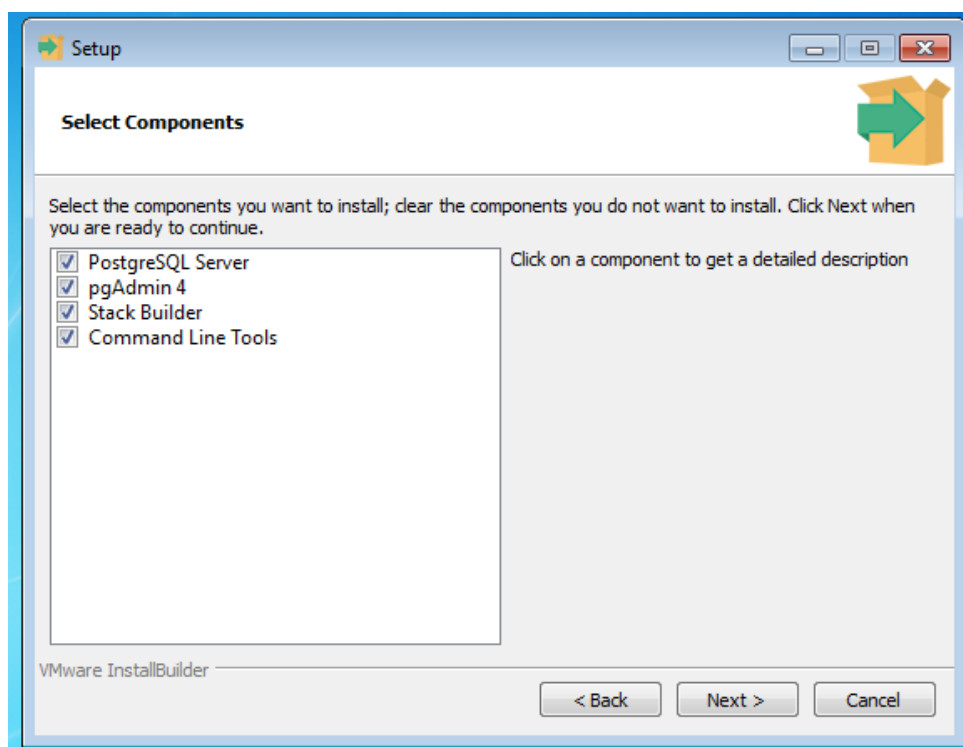 Setup
Select Components
Select the components you want to install; clear the components you do not want to install. Click Next when
you are ready to continue.
PostgreSQL Server
pgAdmin 4
Stack Builder
Command Line Tools
Click on a component to get a detailed description
VMware InstallBuilder
< Back
Next >
Cancel